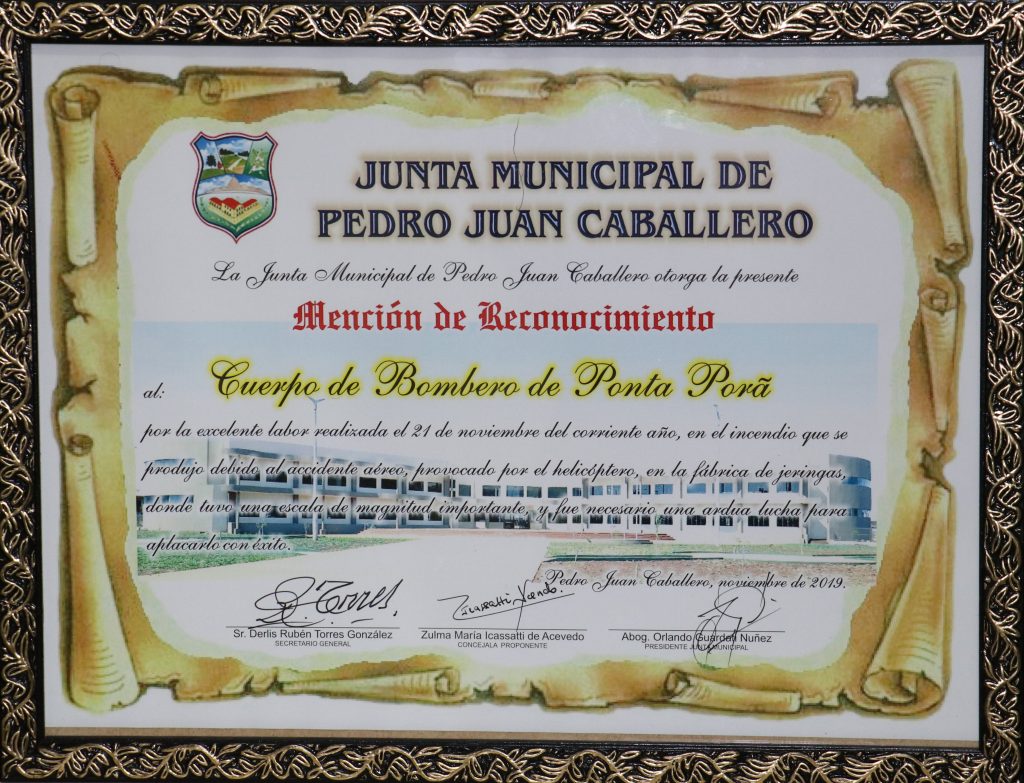 JUNTA MUNICIPAL DE
PEDRO JUAN CABALLERO
La Junta Municipal de Pedro Juan Caballero otorga la presente
Mención de Reconocimiento
al: Cuerpo de Bombero de Ponta Porã
por la excelente labor realizada el 21 de noviembre del corriente año, en el incendio que se
produjo debido al accidente aéreo, provocado por el helicóptero, en la fábrica de jeringas,
donde tuvo una escala de magnitud importante, y fue necesario una ardúa lucha para
aplacarlo con éxito.
Pedro Juan Caballero, noviembre de 2019.
Sr. Derlis Rubén Torres González
SECRETARIO GENERAL
Zulma María Icassatti de Acevedo
CONCEJALA PROPONENTE
Abog. Orlando Nuñez
PRESIDENTE JUNTA MUNICIPAL